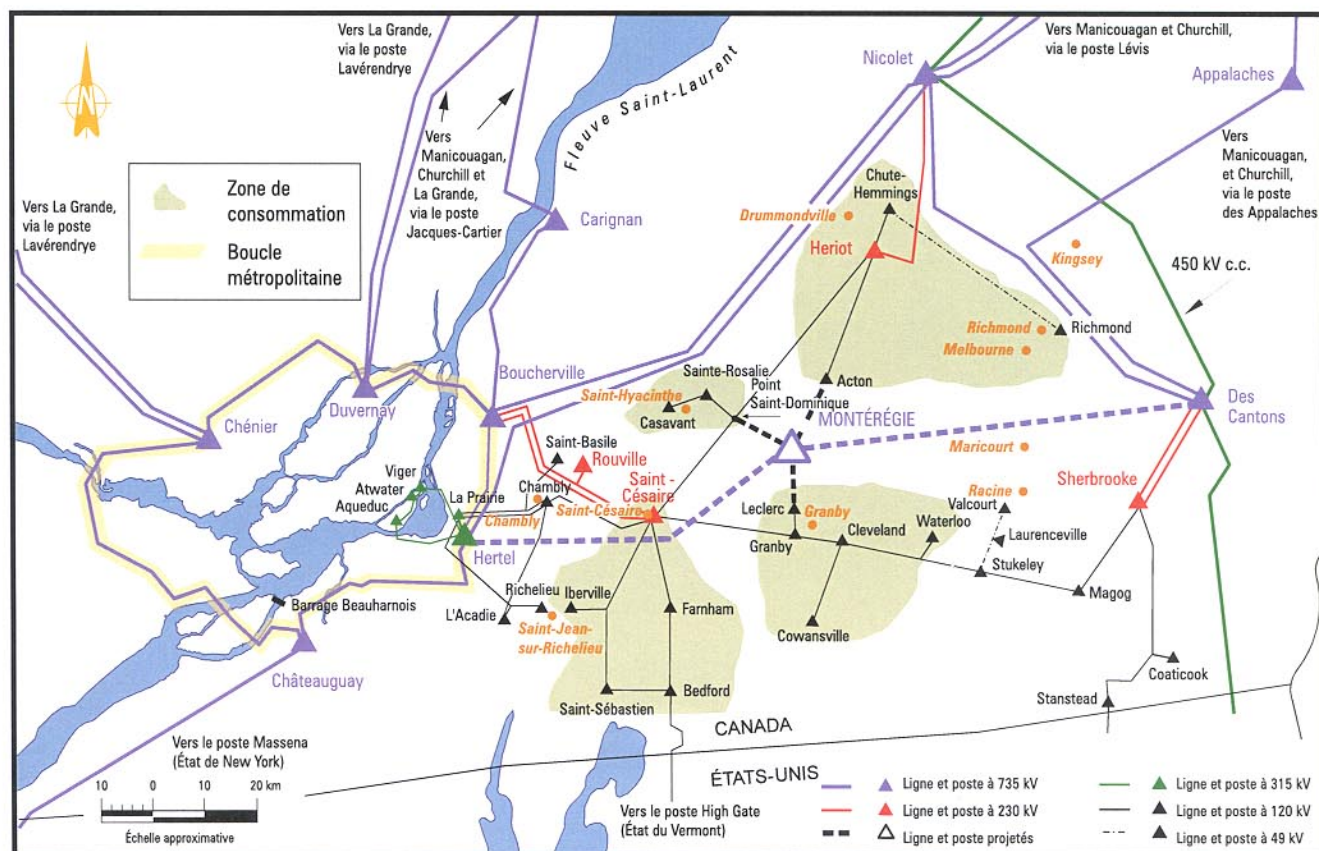 Vers La Grande,
via le poste
Lavérendrye
Fleuve Saint-Laurent
Nicolet
Vers Manicouagan et Churchill,
via le poste Lévis
Appalaches
N
Vers
Manicouagan,
Churchill et
La Grande,
via le poste
Jacques-Cartier
Vers
Manicouagan,
et Churchill,
via le poste
des Appalaches
Zone de
consommation
Boucle
métropolitaine
Vers La Grande,
via le poste
Lavérendrye
Carignan
Chute-
Hemmings
Drummondville
Heriot
Kingsey
450 kV c.c.
Richmond
Richmond
Melbourne
Boucherville
Duvernay
Chénier
Sainte-Rosalie
Point
Saint-Dominique
Saint-Hyacinthe
Casavant
Acton
MONTÉRÉGIE
Des
Cantons
Saint-Basile
Rouville
Maricourt
Viger
Atwater
Aqueduc
La Prairie
Chambly
Chambly
Saint -
Césaire
Saint-Césaire
Hertel
Leclerc
Granby
Granby
Cleveland
Waterloo
Racine
Valcourt
Laurenceville
Stukeley
Sherbrooke
Magog
Barrage Beauharnois
Richelieu
L'Acadie
Saint-Jean-
sur-Richelieu
Iberville
Farnham
Cowansville
Châteauguay
Saint-Sébastien
Bedford
Coaticook
Stanstead
CANADA
ÉTATS-UNIS
Vers le poste Massena
(État de New York)
10 0 10 20 km
Échelle approximative
Vers le poste High Gate
(État du Vermont)
Ligne et poste à 735 kV
Ligne et poste à 230 kV
Ligne et poste projetés
Ligne et poste à 315 kV
Ligne et poste à 120 kV
Ligne et poste à 49 kV